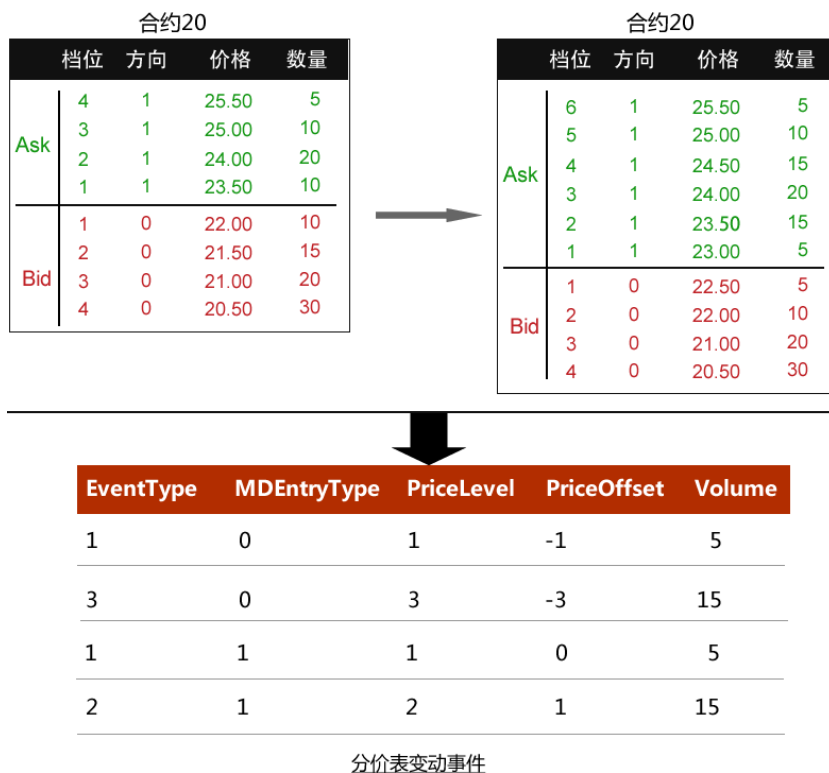 合约20
档位 方向 价格 数量
Ask
4 1 25.50 5
3 1 25.00 10
2 1 24.00 20
1 1 23.50 10
Bid
1 0 22.00 10
2 0 21.50 15
3 0 21.00 20
4 0 20.50 30
合约20
档位 方向 价格 数量
Ask
6 1 25.50 5
5 1 25.00 10
4 1 24.50 15
3 1 24.00 20
2 1 23.50 15
1 1 23.00 5
Bid
1 0 22.50 5
2 0 22.00 10
3 0 21.00 20
4 0 20.50 30
EventType MDEntryType PriceLevel PriceOffset Volume
1 0 1 -1 5
3 0 3 -3 15
1 1 1 0 5
2 1 2 1 15
分价表变动事件